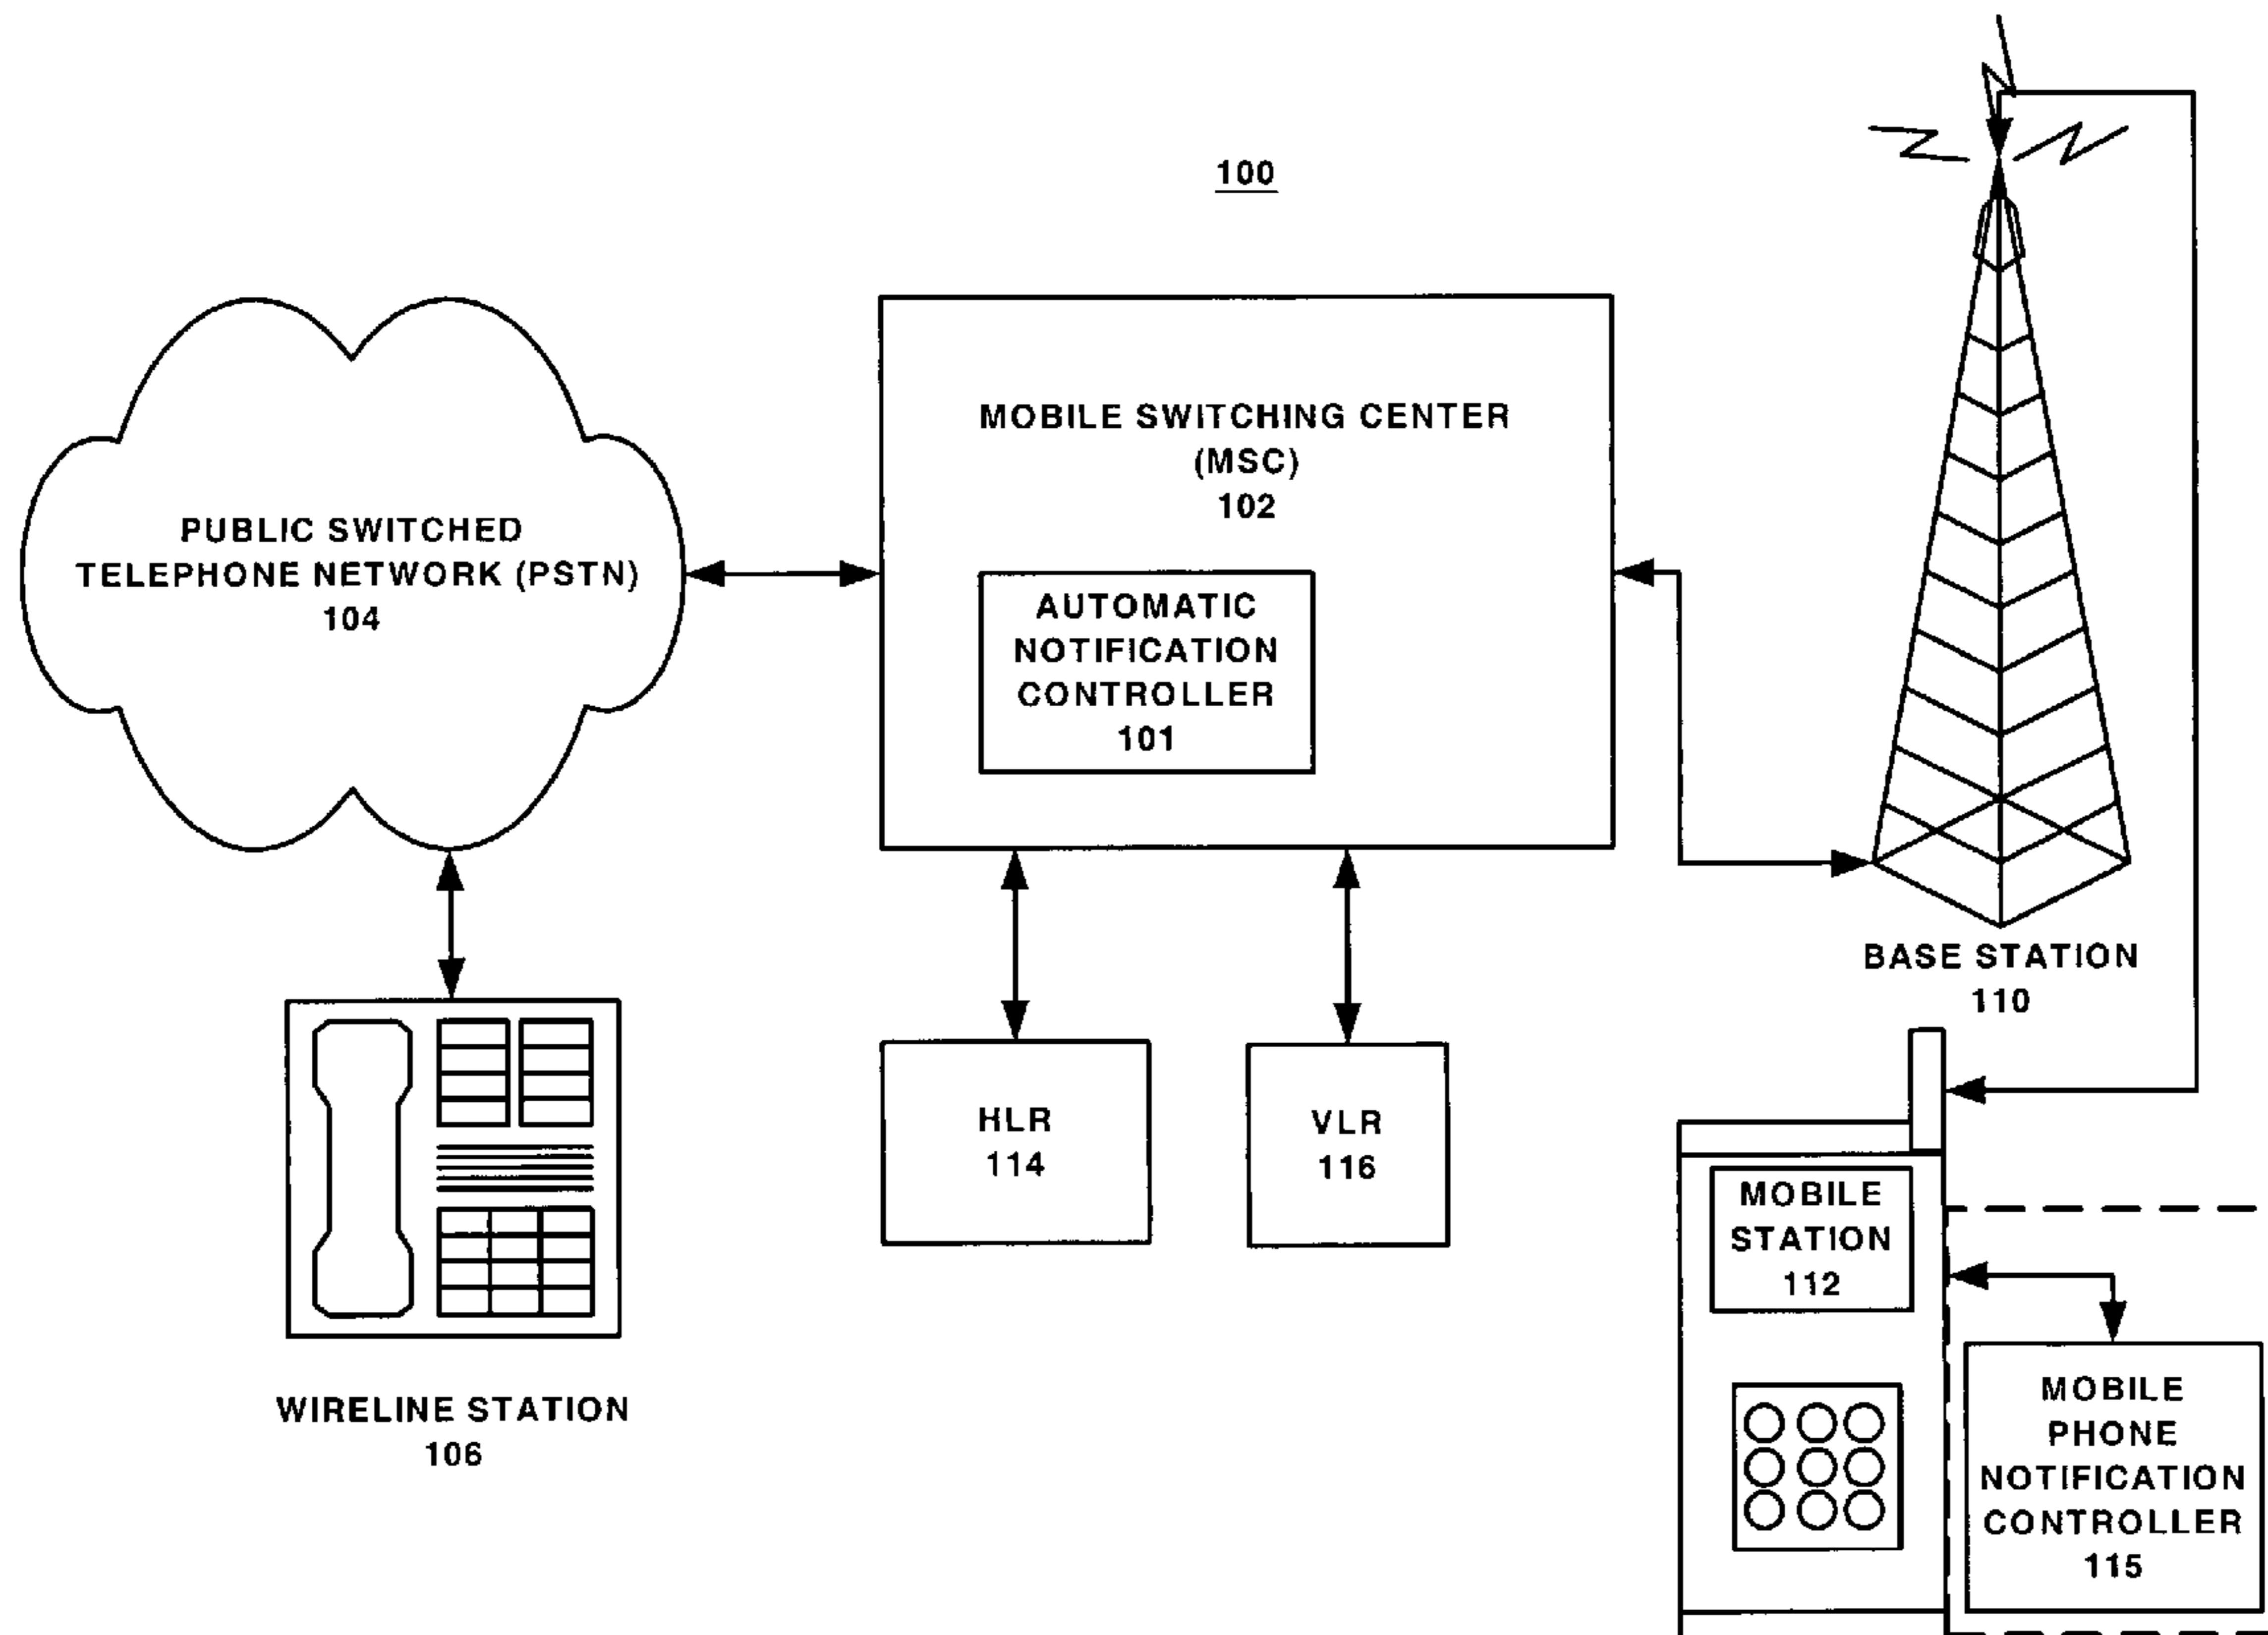 100
MOBILE SWITCHING CENTER
(MSC)
102
PUBLIC SWITCHED
TELEPHONE NETWORK (PSTN)
104
AUTOMATIC
NOTIFICATION
CONTROLLER
101
BASE STATION
110
HLR
114
VLR
116
MOBILE
STATION
112
WIRELINE STATION
106
MOBILE
PHONE
NOTIFICATION
CONTROLLER
115